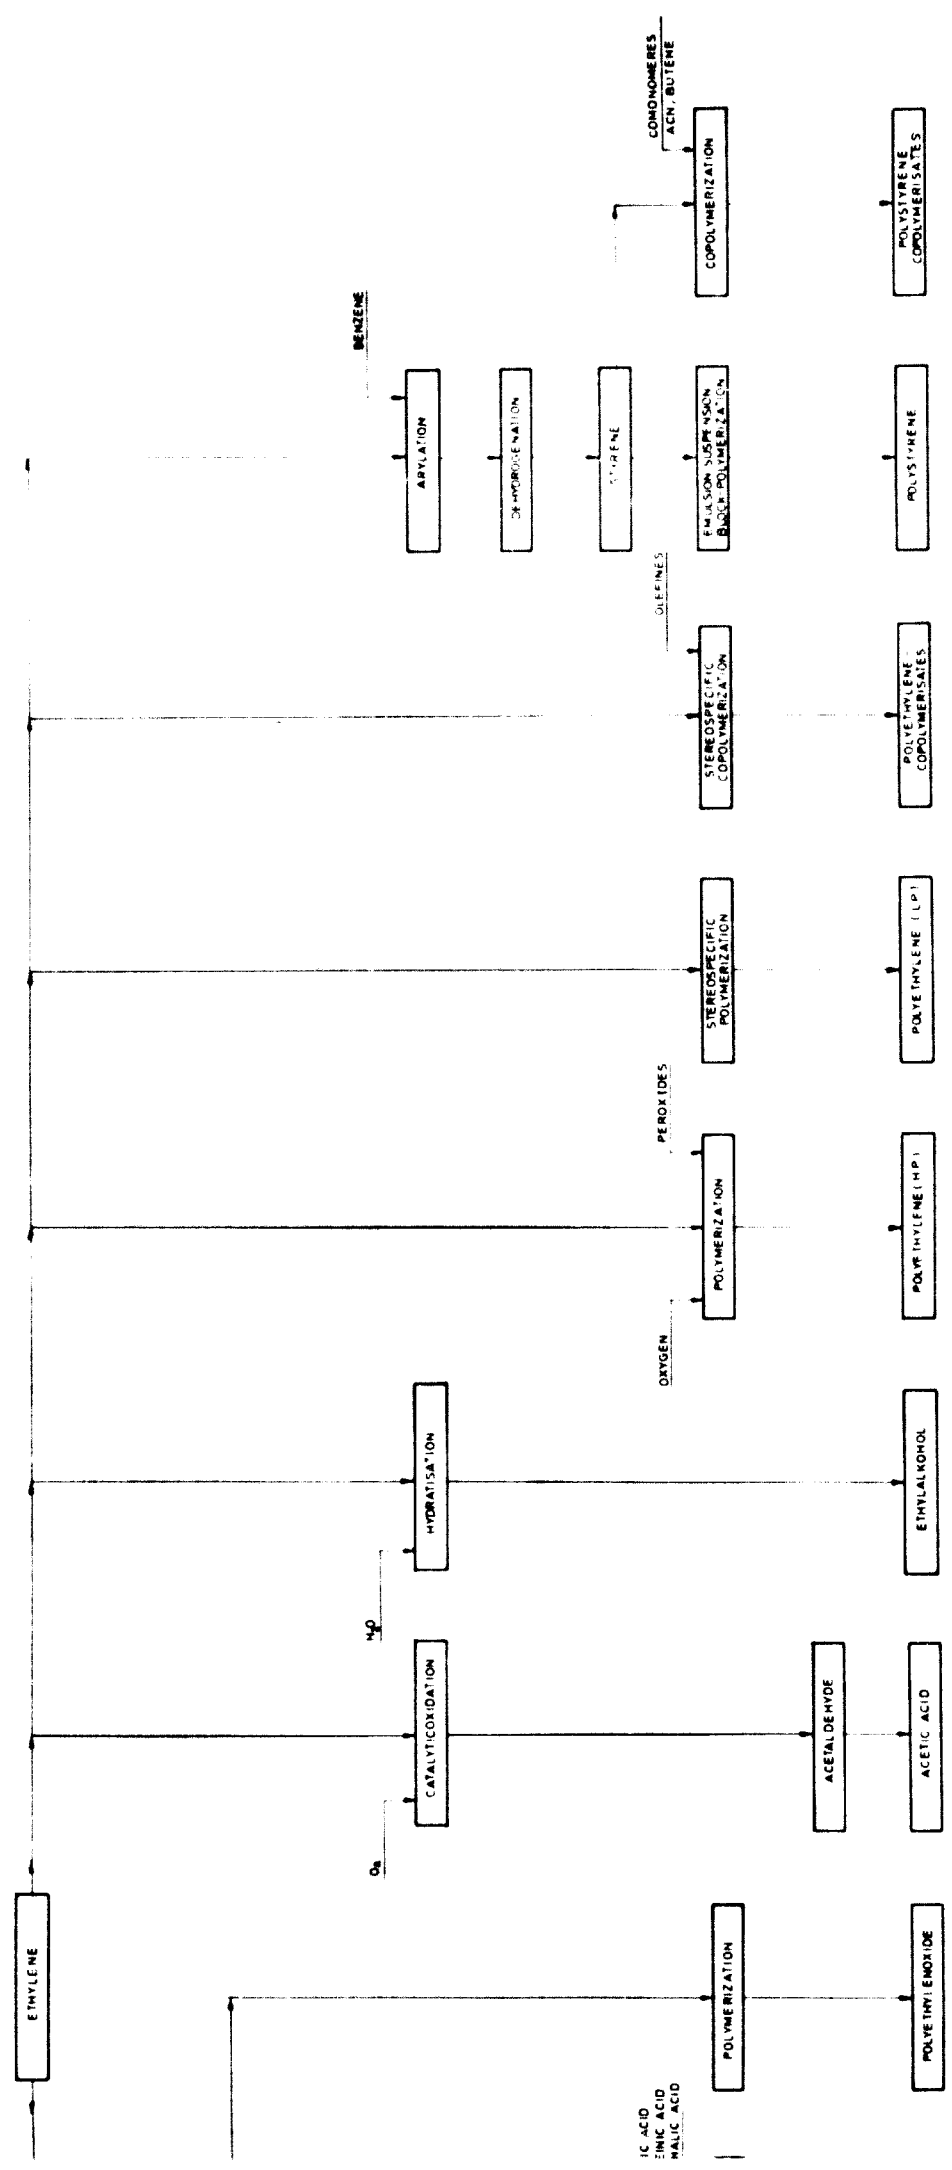 ETHYLENE
O2
H2O
BENZENE
CATALYTICOXIDATION
HYDRATISATION
ARYLATION
DEHYDROGENATION
STYRENE
IC ACID
EINIC ACID
HALIC ACID
OXYGEN
PEROXIDES
OLEFINES
COMONOMERES
ACN, BUTENE
POLYMERIZATION
POLYMERIZATION
STEREOSPECIFIC
POLYMERIZATION
STEREOSPECIFIC
COPOLYMERIZATION
EMULSION SUSPENSION
BLOCK-POLYMERIZATION
COPOLYMERIZATION
ACETALDEHYDE
POLYETHYLENOXIDE
ACETIC ACID
ETHYLALKOHOL
POLYETHYLENE (HP)
POLYETHYLENE (LP)
POLYETHYLENE-
COPOLYMERISATES
POLYSTYRENE
POLYSTYRENE
COPOLYMERISATES